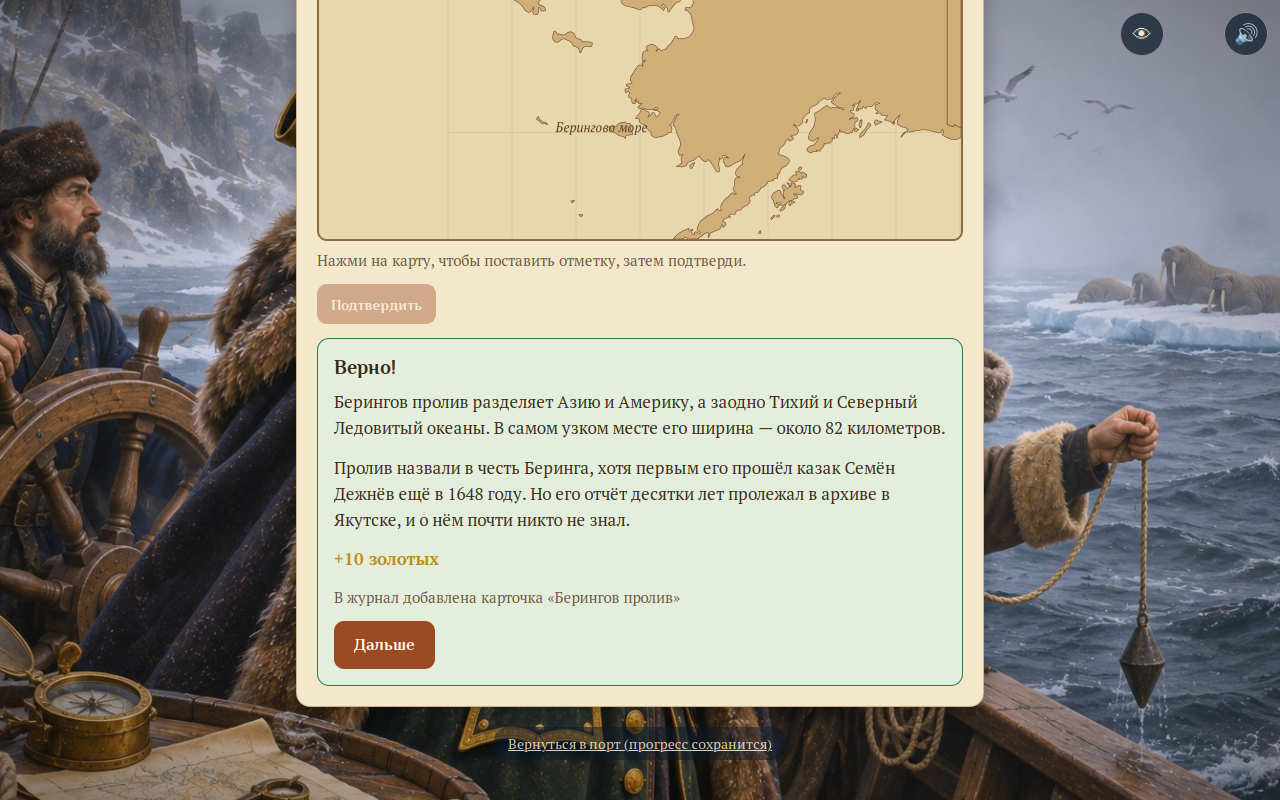 Берингово море
Нажми на карту, чтобы поставить отметку, затем подтверди.
Подтвердить
Верно!
Берингов пролив разделяет Азию и Америку, а заодно Тихий и Северный
Ледовитый океаны. В самом узком месте его ширина — около 82 километров.
Пролив назвали в честь Беринга, хотя первым его прошёл казак Семён
Дежнёв ещё в 1648 году. Но его отчёт десятки лет пролежал в архиве в
Якутске, и о нём почти никто не знал.
+10 золотых
В журнал добавлена карточка «Берингов пролив»
Дальше
Вернуться в порт (прогресс сохранится)